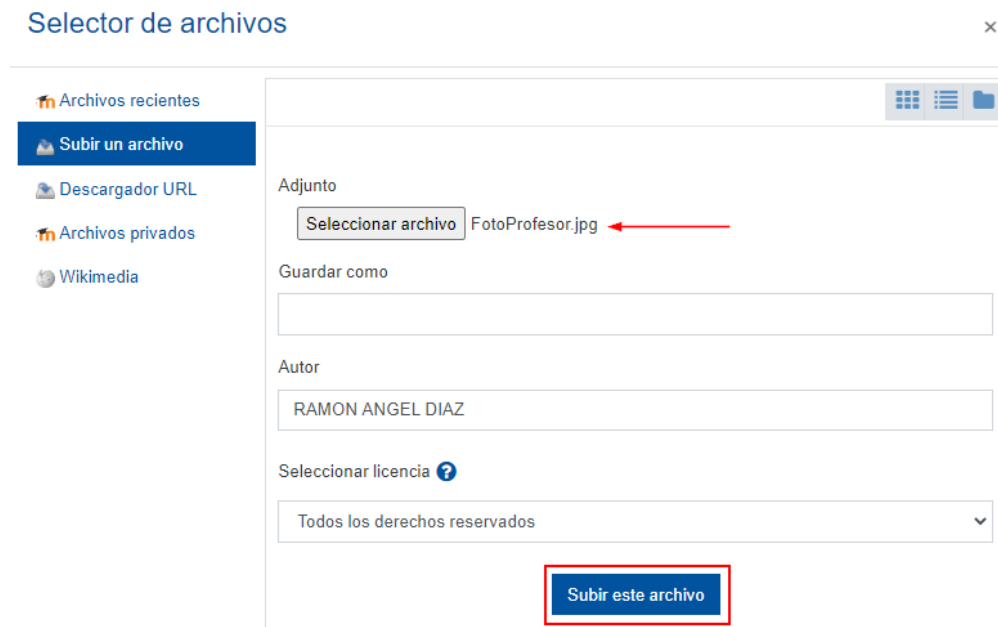 Selector de archivos
×
Archivos recientes
Subir un archivo
Descargador URL
Archivos privados
Wikimedia
Adjunto
Seleccionar archivo FotoProfesor.jpg
Guardar como
Autor
RAMON ANGEL DIAZ
Seleccionar licencia ?
Todos los derechos reservados
Subir este archivo